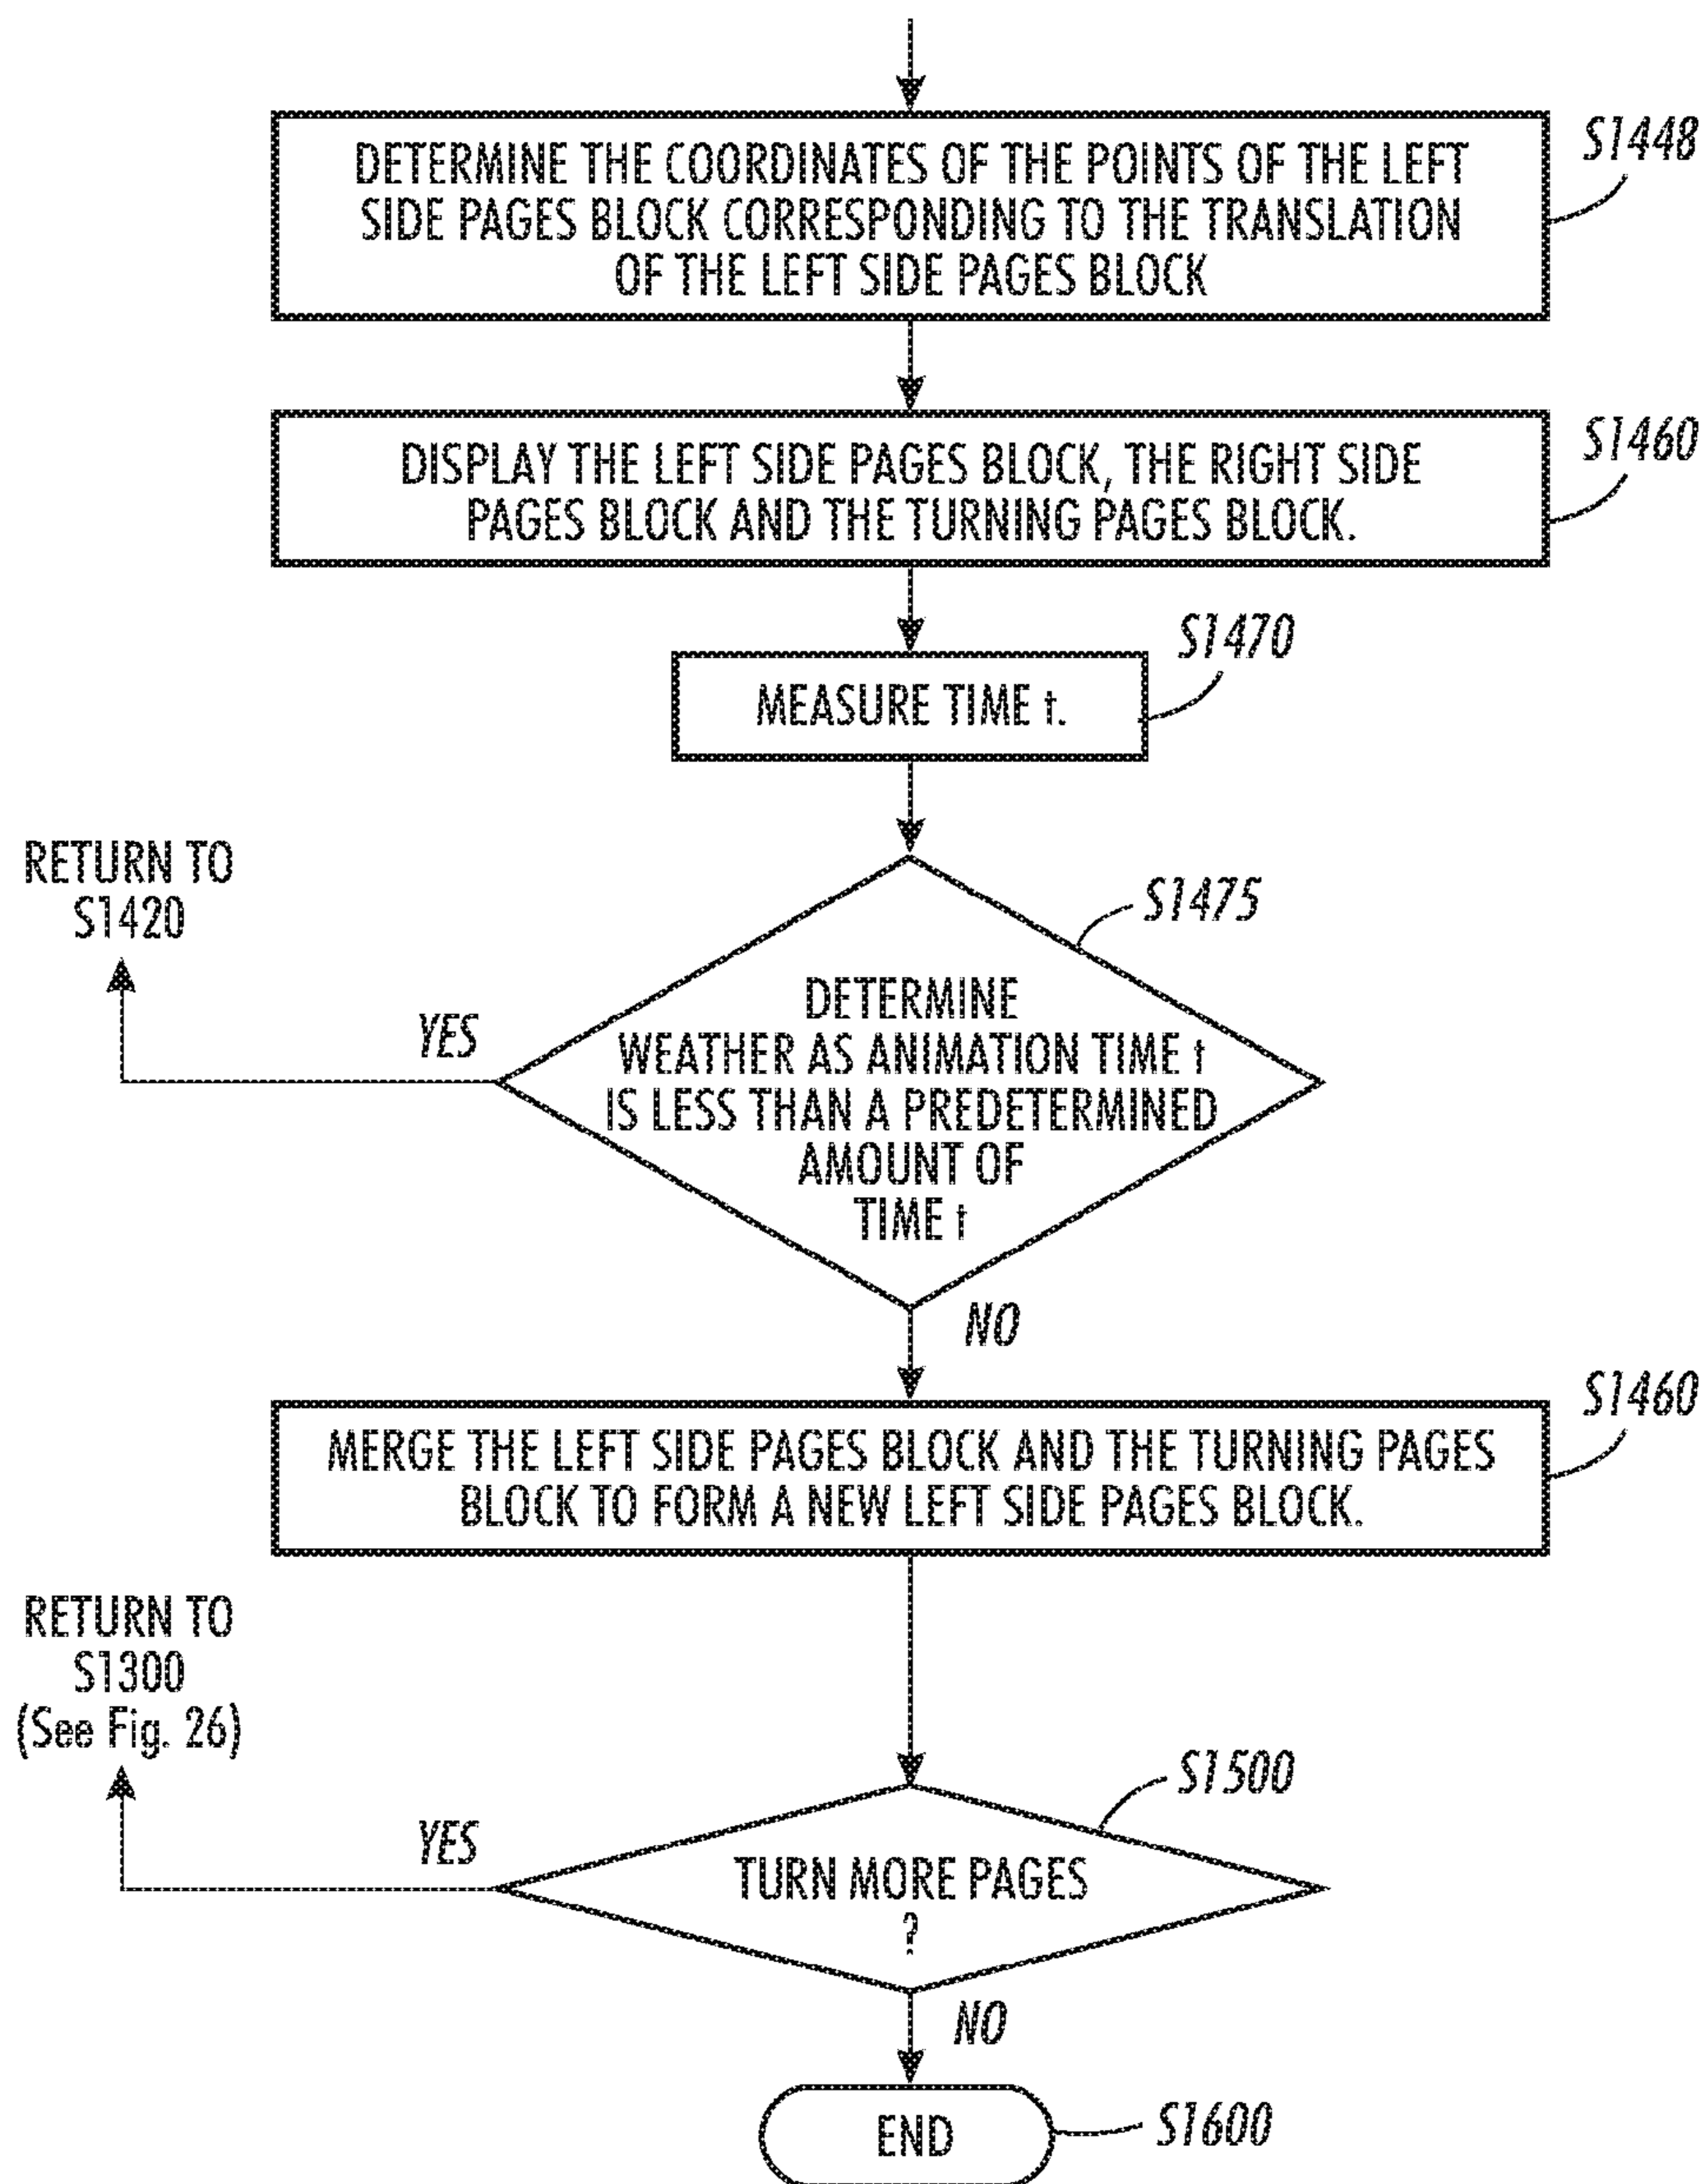 DETERMINE THE COORDINATES OF THE POINTS OF THE LEFT
SIDE PAGES BLOCK CORRESPONDING TO THE TRANSLATION
OF THE LEFT SIDE PAGES BLOCK
S1448
DISPLAY THE LEFT SIDE PAGES BLOCK, THE RIGHT SIDE
PAGES BLOCK AND THE TURNING PAGES BLOCK.
S1460
MEASURE TIME t.
S1470
RETURN TO
S1420
YES
S1475
DETERMINE
WEATHER AS ANIMATION TIME t
IS LESS THAN A PREDETERMINED
AMOUNT OF
TIME t
NO
MERGE THE LEFT SIDE PAGES BLOCK AND THE TURNING PAGES
BLOCK TO FORM A NEW LEFT SIDE PAGES BLOCK.
S1460
RETURN TO
S1300
(See Fig. 26)
YES
S1500
TURN MORE PAGES
?
NO
END
S1600